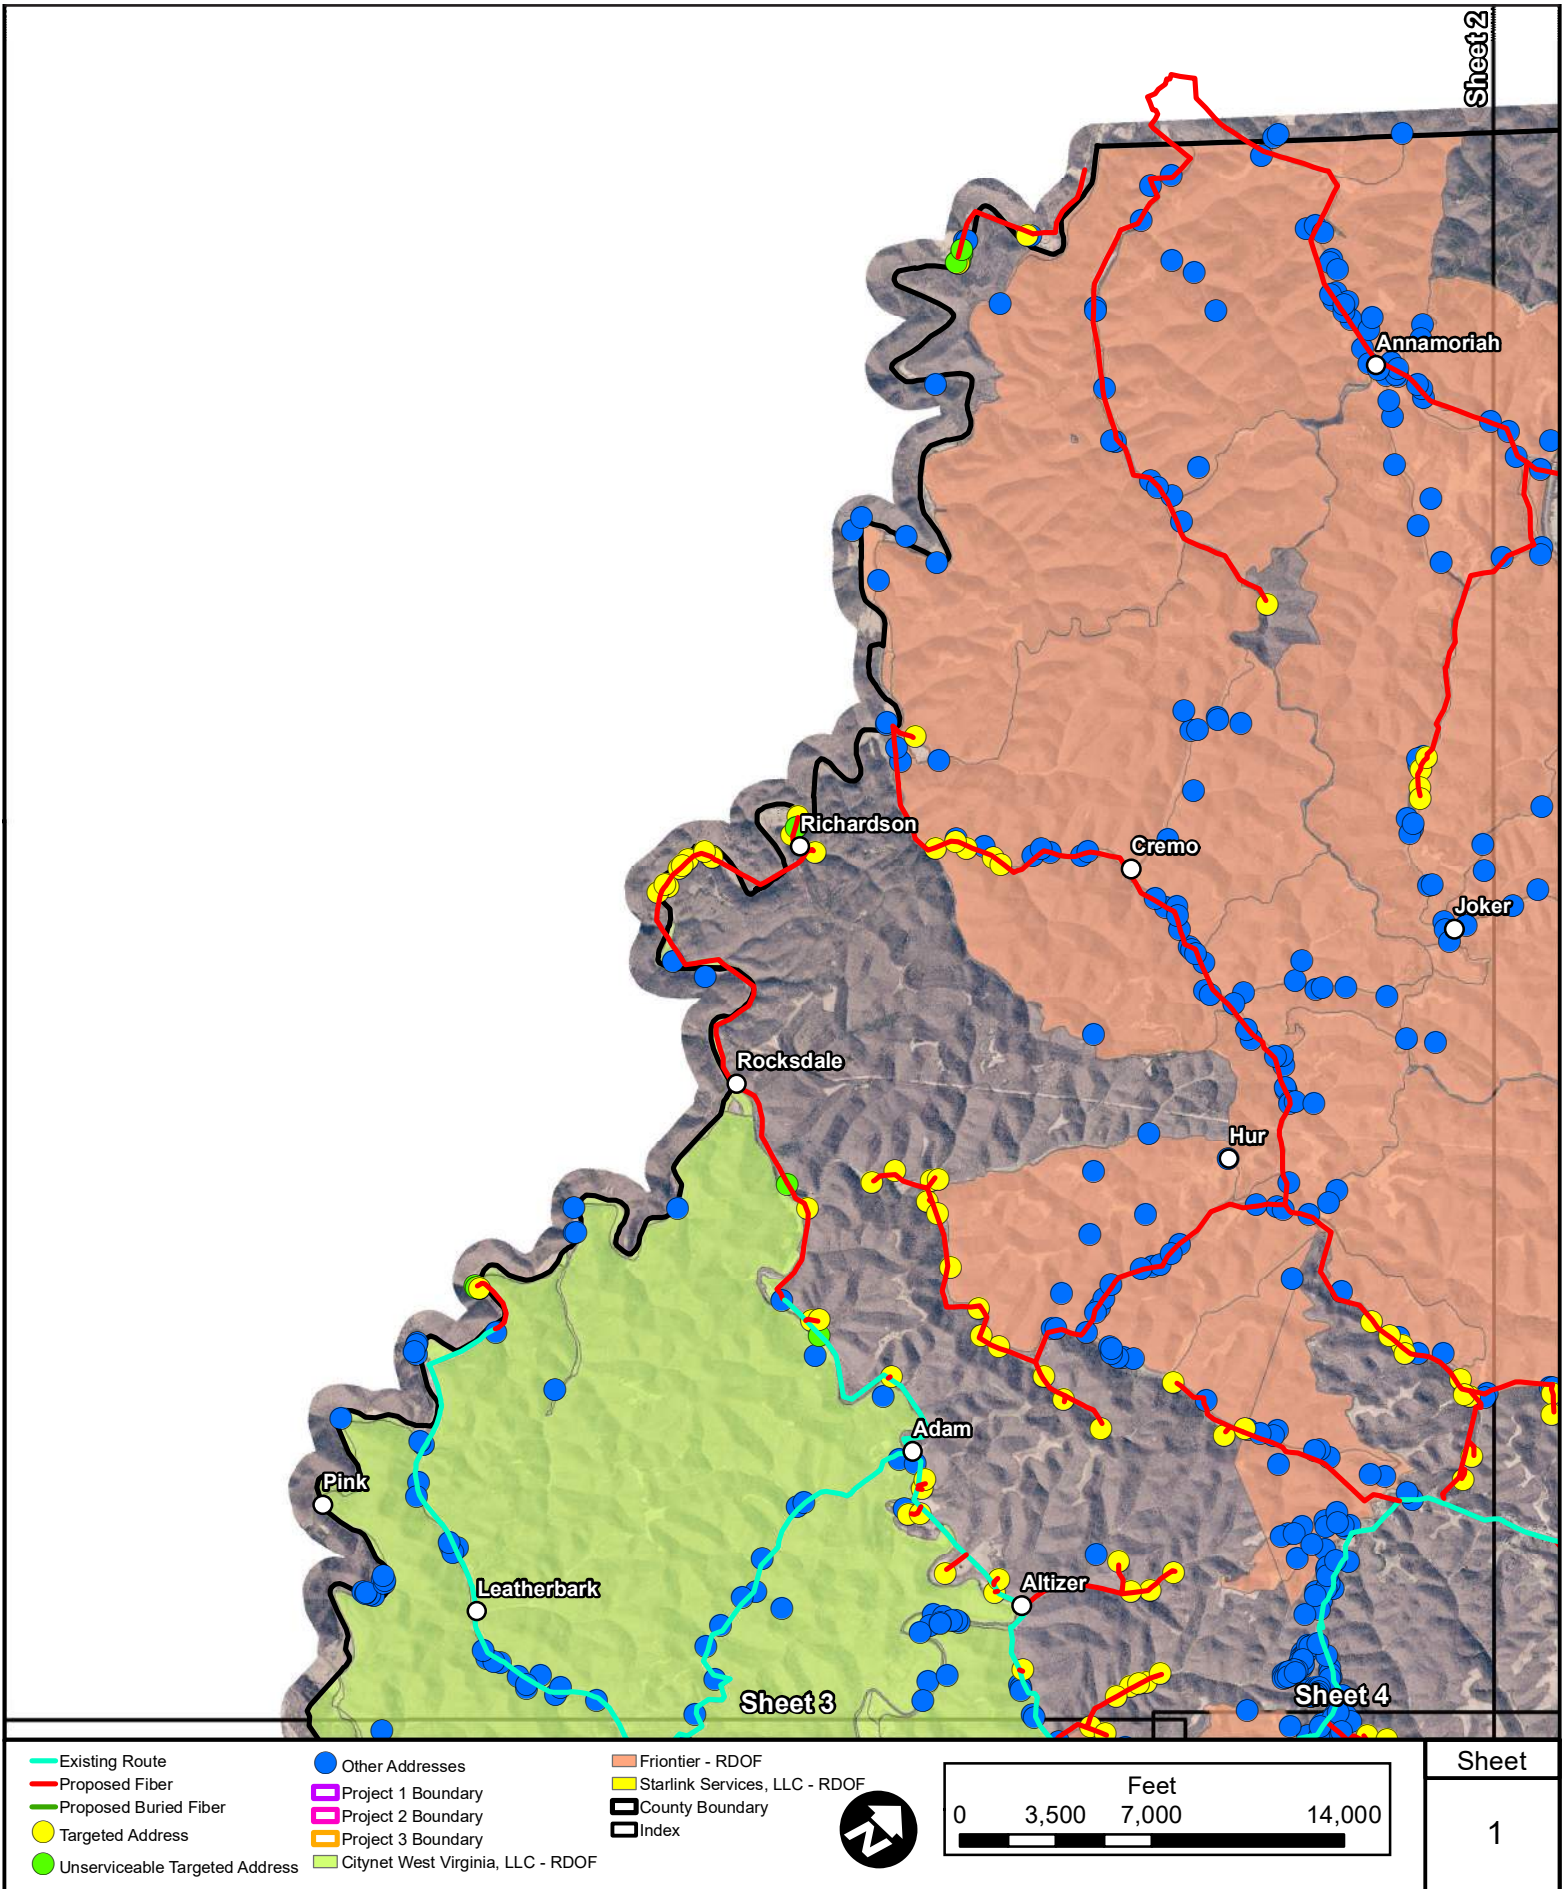 Sheet 2
Annamoriah
Richardson
Cremo
Joker
Rocksdale
Hur
Adam
Pink
Leatherbark
Altizer
Sheet 3
Sheet 4
Existing Route
Proposed Fiber
Proposed Buried Fiber
Targeted Address
Unserviceable Targeted Address
Other Addresses
Project 1 Boundary
Project 2 Boundary
Project 3 Boundary
Citynet West Virginia, LLC - RDOF
Friontier - RDOF
Starlink Services, LLC - RDOF
County Boundary
Index
N
Feet
0 3,500 7,000 14,000
Sheet
1